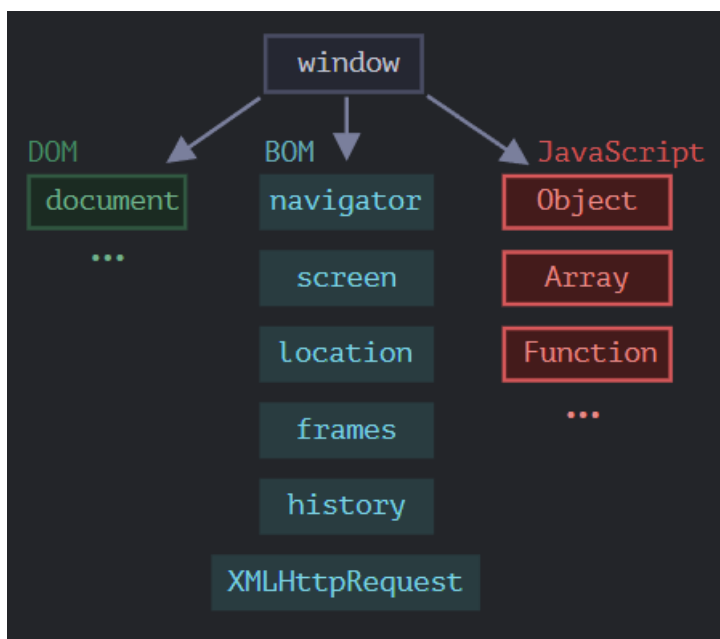 window
DOM
document
...
BOM
navigator
screen
location
frames
history
XMLHttpRequest
JavaScript
Object
Array
Function
...